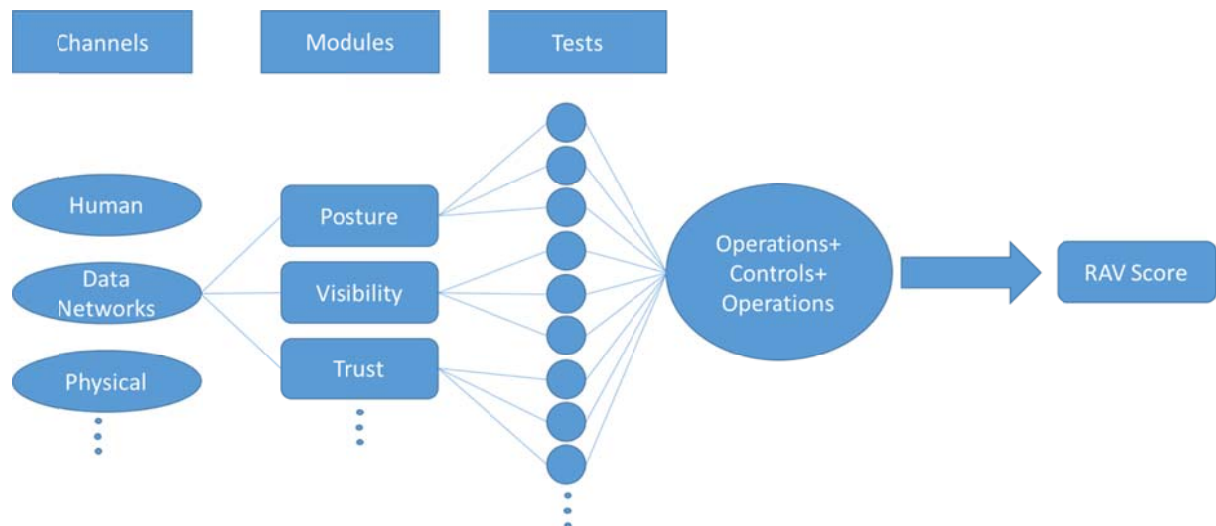 Channels
Modules
Tests
Human
Data
Networks
Physical
Posture
Visibility
Trust
Operations+
Controls+
Operations
RAV Score